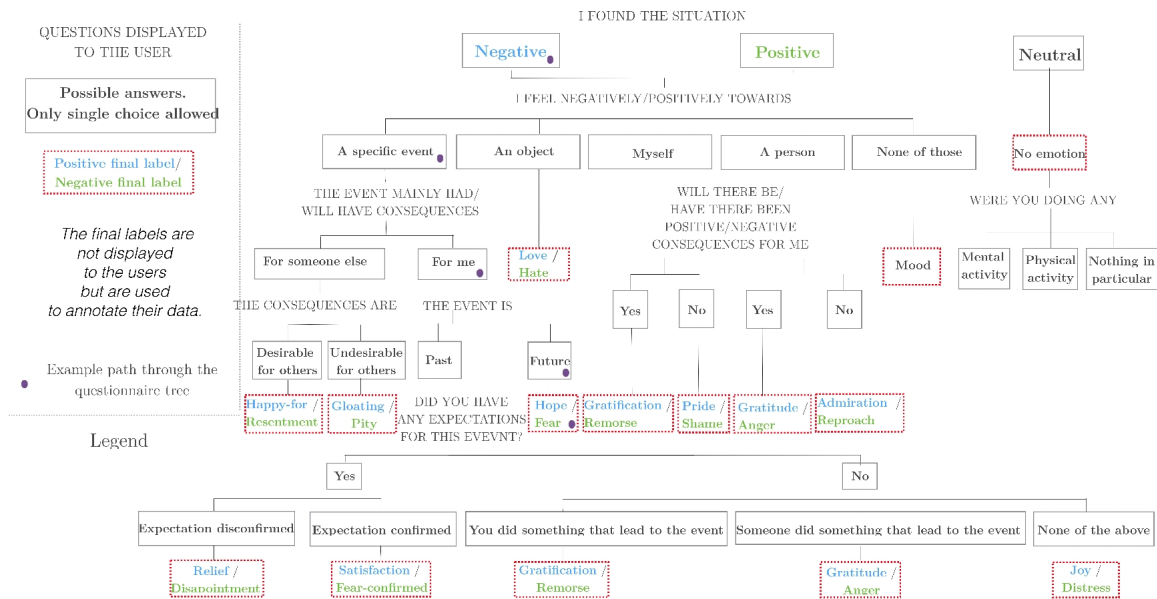 QUESTIONS DISPLAYED
TO THE USER
Possible answers.
Only single choice allowed
Positive final label/
Negative final label
The final labels are
not displayed
to the users
but are used
to annotate their data.
Example path through the
questionnaire tree
Legend
I FOUND THE SITUATION
Negative
Positive
Neutral
I FEEL NEGATIVELY/POSITIVELY TOWARDS
A specific event
An object
Myself
A person
None of those
No emotion
THE EVENT MAINLY HAD/
WILL HAVE CONSEQUENCES
WILL THERE BE/
HAVE THERE BEEN
POSITIVE/NEGATIVE
CONSEQUENCES FOR ME
WERE YOU DOING ANY
For someone else
For me
Love /
Hate
Mood
Mental
activity
Physical
activity
Nothing in
particular
THE CONSEQUENCES ARE
THE EVENT IS
Yes
No
Yes
No
Desirable
for others
Undesirable
for others
Past
Future
Happy-for /
Resentment
Gloating /
Pity
DID YOU HAVE
ANY EXPECTATIONS
FOR THIS EVEVNT?
Hope /
Fear
Gratification /
Remorse
Pride /
Shame
Gratitude /
Anger
Admiration /
Reproach
Yes
No
Expectation disconfirmed
Expectation confirmed
You did something that lead to the event
Someone did something that lead to the event
None of the above
Relief /
Disapointment
Satisfaction /
Fear-confirmed
Gratification /
Remorse
Gratitude /
Anger
Joy /
Distress